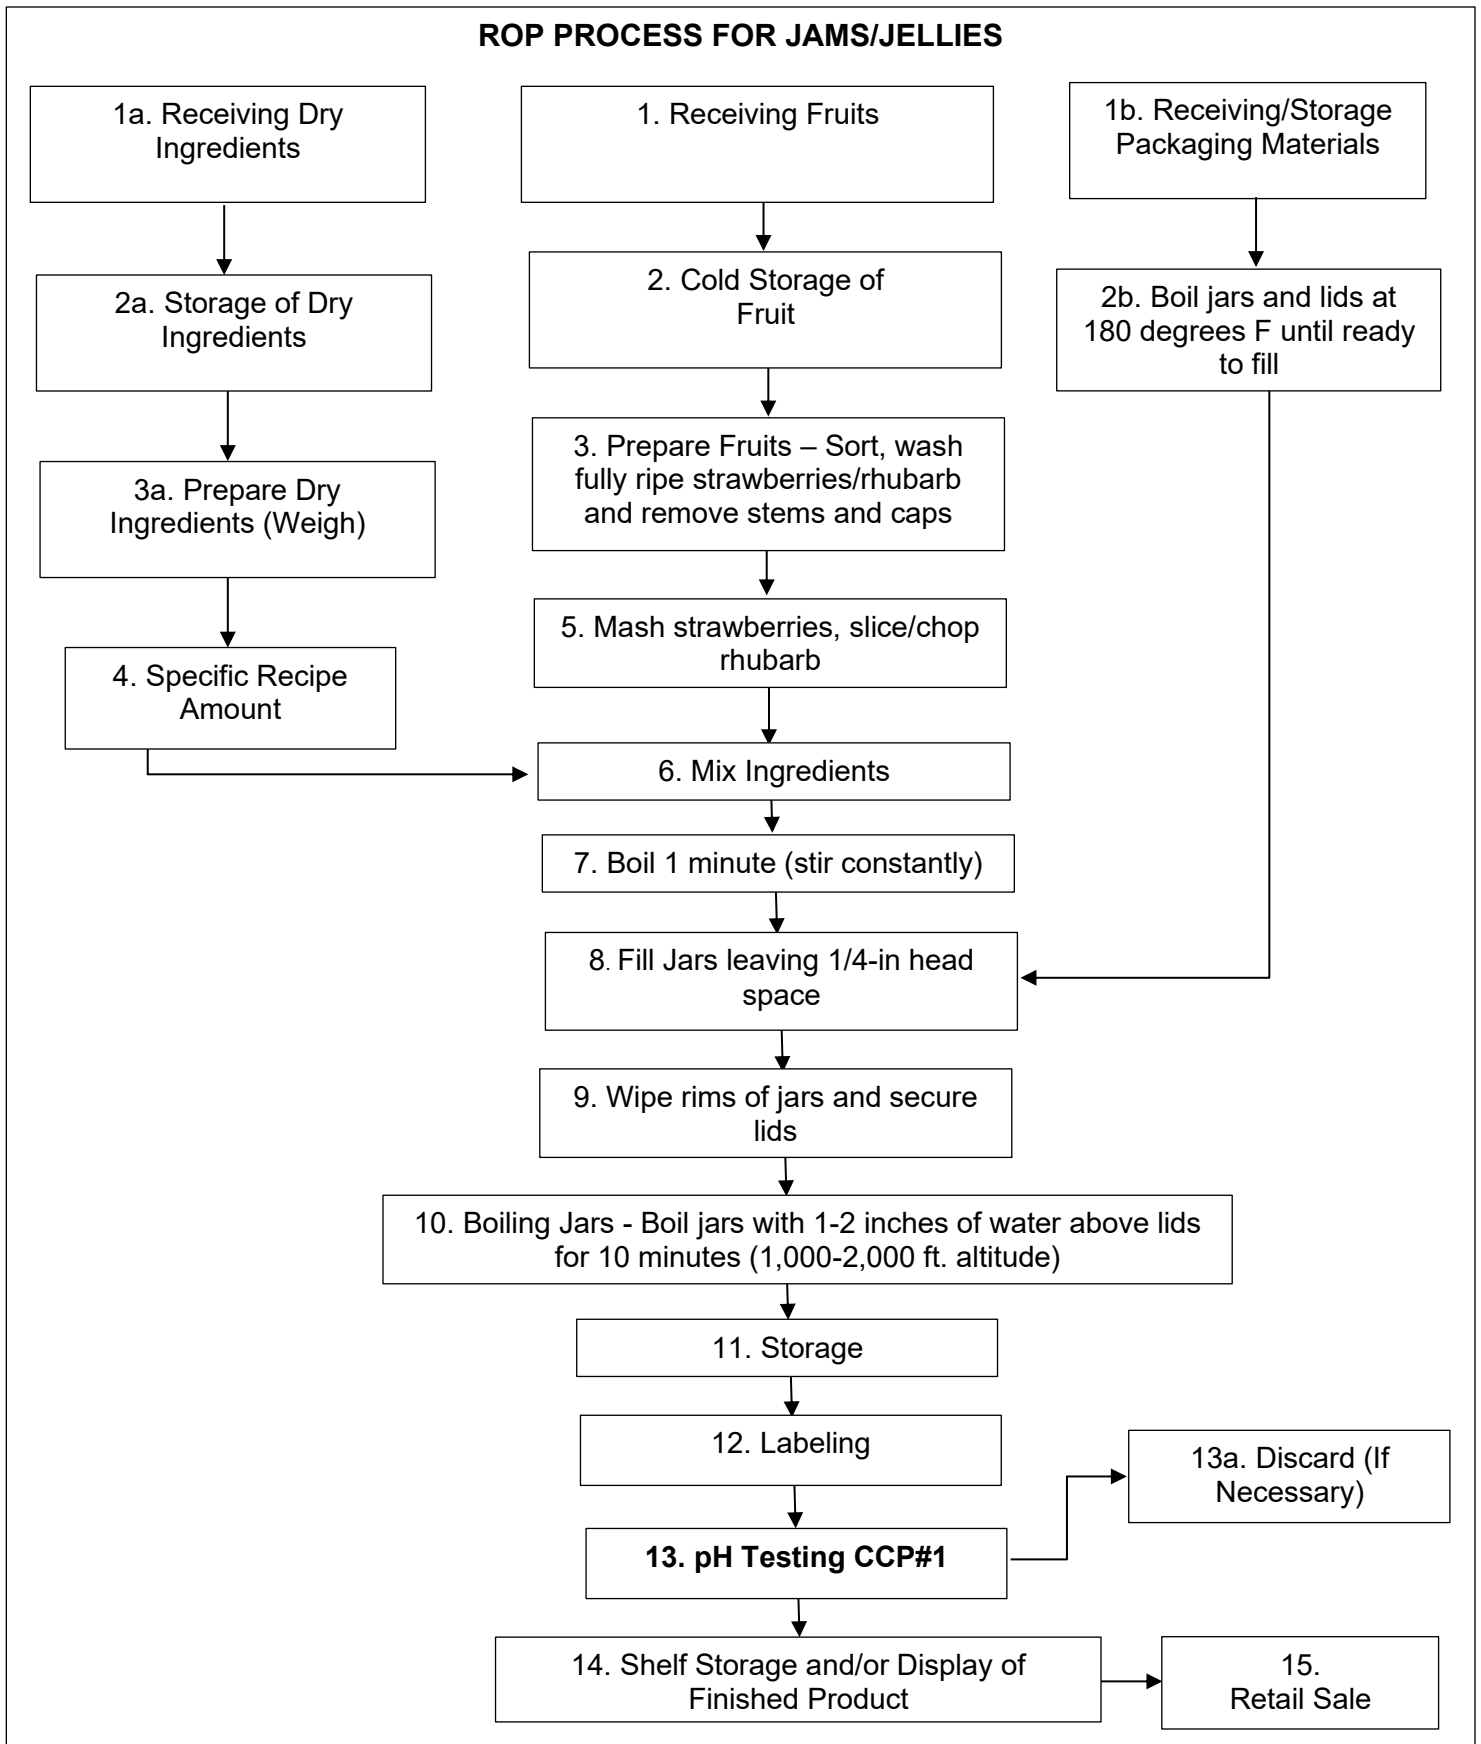 ROP PROCESS FOR JAMS/JELLIES
1a. Receiving Dry
Ingredients
1. Receiving Fruits
1b. Receiving/Storage
Packaging Materials
2a. Storage of Dry
Ingredients
2. Cold Storage of
Fruit
2b. Boil jars and lids at
180 degrees F until ready
to fill
3a. Prepare Dry
Ingredients (Weigh)
3. Prepare Fruits – Sort, wash
fully ripe strawberries/rhubarb
and remove stems and caps
4. Specific Recipe
Amount
5. Mash strawberries, slice/chop
rhubarb
6. Mix Ingredients
7. Boil 1 minute (stir constantly)
8. Fill Jars leaving 1/4-in head
space
9. Wipe rims of jars and secure
lids
10. Boiling Jars - Boil jars with 1-2 inches of water above lids
for 10 minutes (1,000-2,000 ft. altitude)
11. Storage
12. Labeling
13. pH Testing CCP#1
13a. Discard (If
Necessary)
14. Shelf Storage and/or Display of
Finished Product
15.
Retail Sale